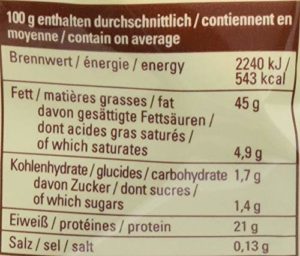 100 g enthalten durchschnittlich / contiennent en
moyenne / contain on average
Brennwert / énergie / energy 2240 kJ /
543 kcal
Fett / matières grasses / fat 45 g
davon gesättigte Fettsäuren /
dont acides gras saturés /
of which saturates 4,9 g
Kohlenhydrate / glucides / carbohydrate 1,7 g
davon Zucker / dont sucres /
of which sugars 1,4 g
Eiweiß / protéines / protein 21 g
Salz / sel / salt 0,13 g